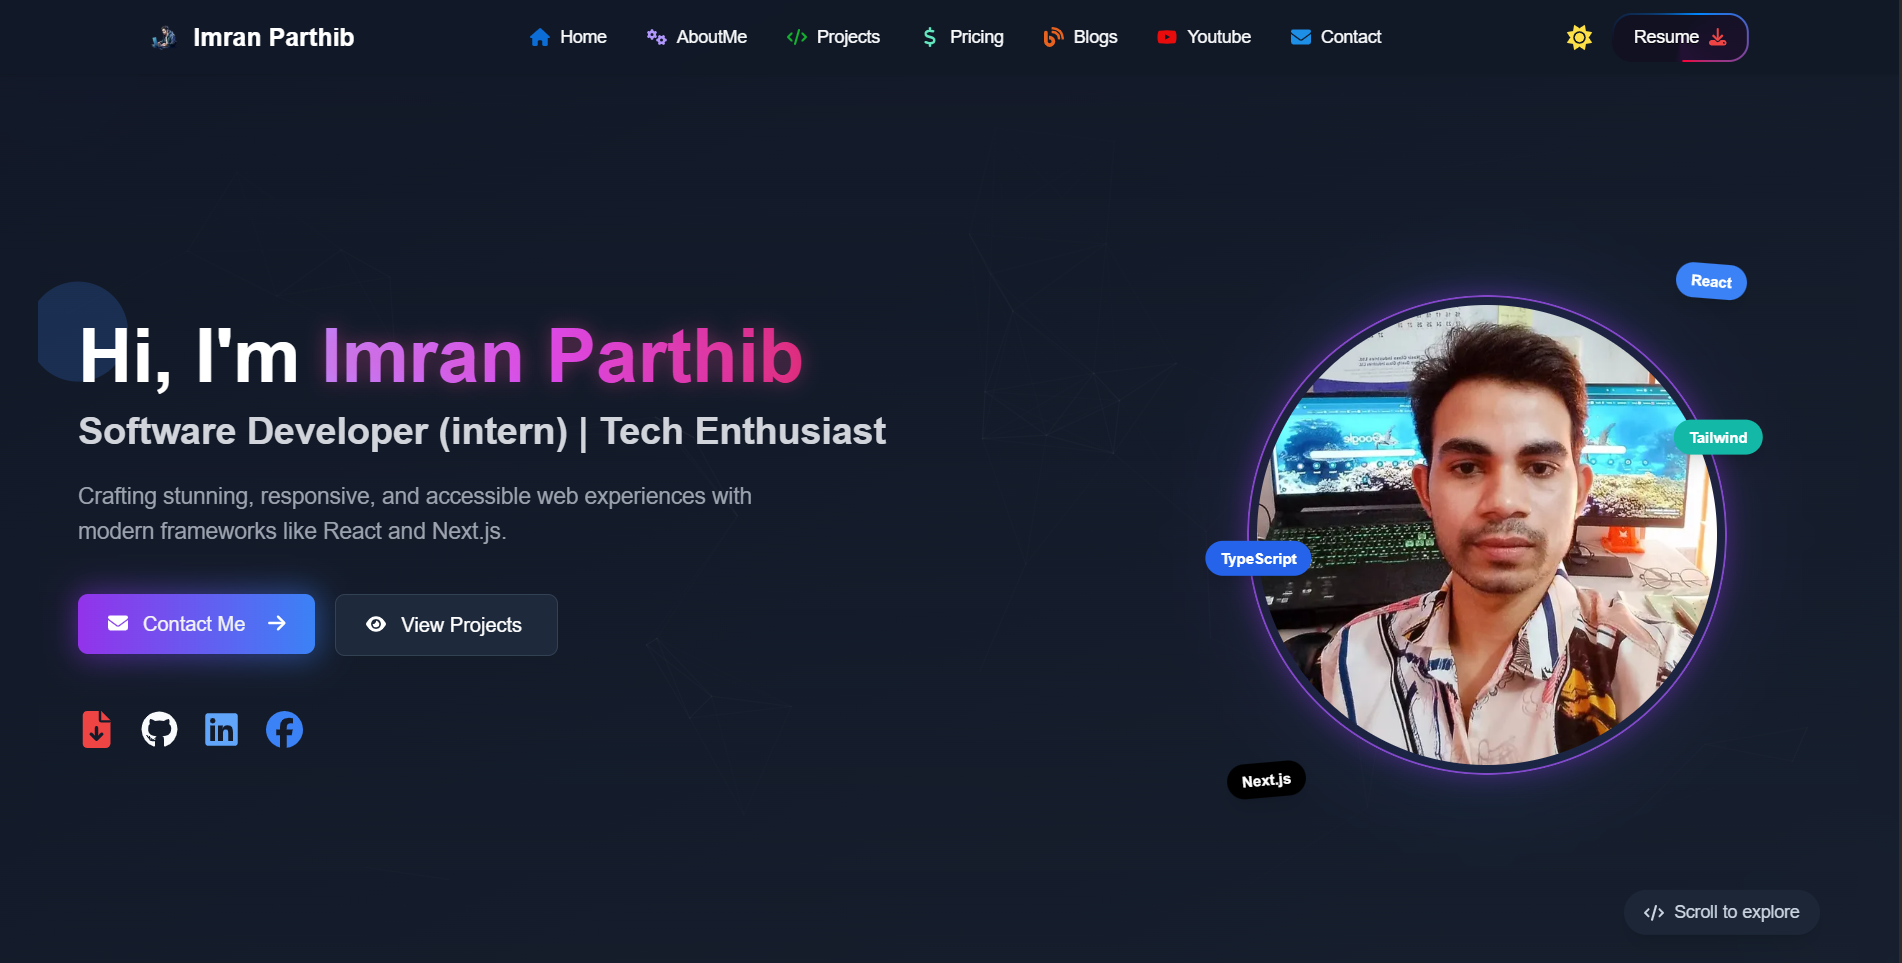 Imran Parthib
Home
AboutMe
Projects
Pricing
Blogs
Youtube
Contact
Resume
React
Hi, I'm Imran Parthib
Software Developer (intern) | Tech Enthusiast
Tailwind
Crafting stunning, responsive, and accessible web experiences with
modern frameworks like React and Next.js.
TypeScript
Contact Me
View Projects
Next.js
Scroll to explore